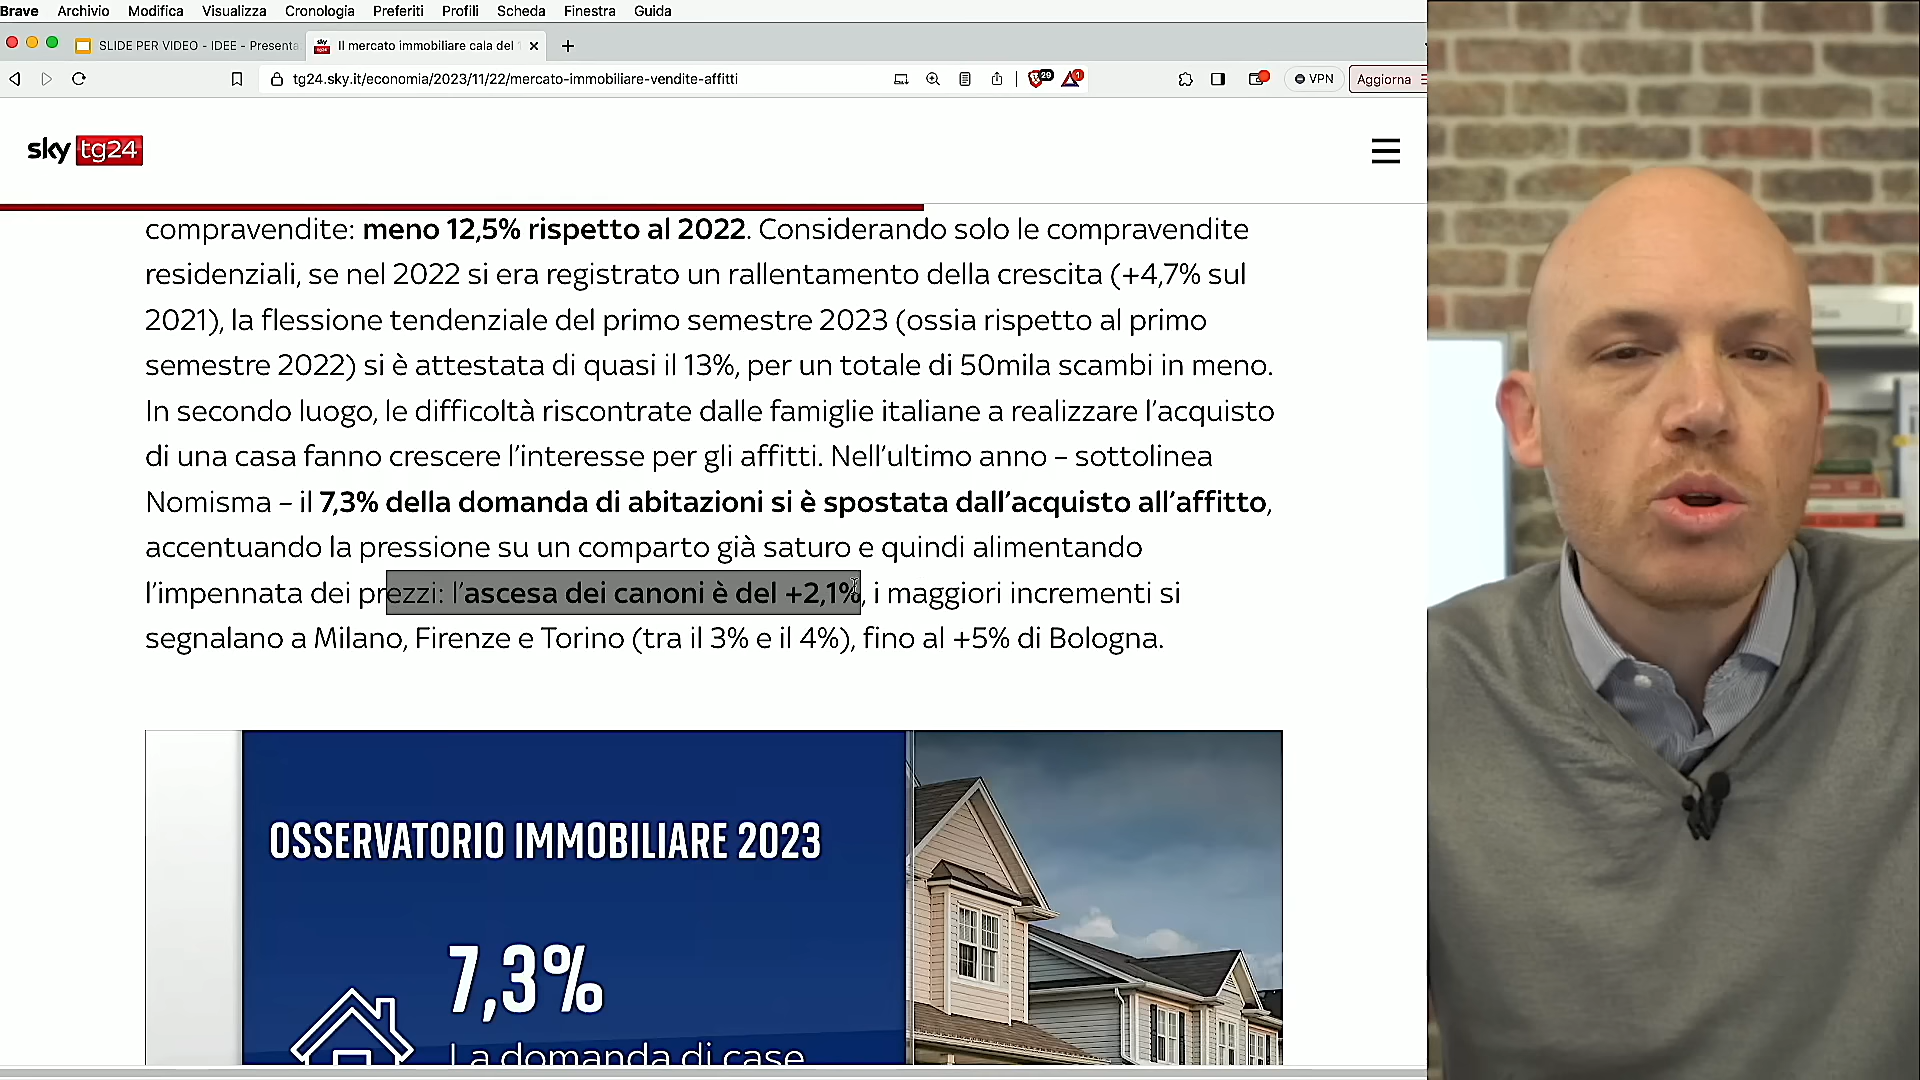 Brave Archivio Modifica Visualizza Cronologia Preferiti Profili Scheda Finestra Guida
SLIDE PER VIDEO - IDEE - Presenta
sky tg24 Il mercato immobiliare cala del
tg24.sky.it/economia/2023/11/22/mercato-immobiliare-vendite-affitti
29
1
VPN
Aggiorna
sky tg24
compravendite: meno 12,5% rispetto al 2022. Considerando solo le compravendite
residenziali, se nel 2022 si era registrato un rallentamento della crescita (+4,7% sul
2021), la flessione tendenziale del primo semestre 2023 (ossia rispetto al primo
semestre 2022) si è attestata di quasi il 13%, per un totale di 50mila scambi in meno.
In secondo luogo, le difficoltà riscontrate dalle famiglie italiane a realizzare l'acquisto
di una casa fanno crescere l'interesse per gli affitti. Nell'ultimo anno – sottolinea
Nomisma – il 7,3% della domanda di abitazioni si è spostata dall'acquisto all'affitto,
accentuando la pressione su un comparto già saturo e quindi alimentando
l'impennata dei prezzi: l'ascesa dei canoni è del +2,1%, i maggiori incrementi si
segnalano a Milano, Firenze e Torino (tra il 3% e il 4%), fino al +5% di Bologna.
OSSERVATORIO IMMOBILIARE 2023
7,3%
La domanda di case